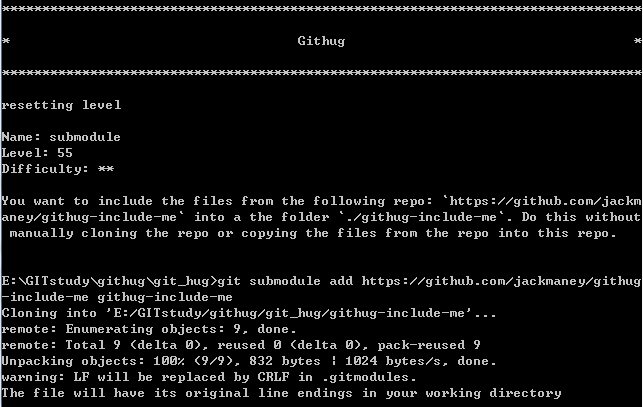 ********************************************************************************
*                                    Githug                                    *
********************************************************************************
resetting level
Name: submodule
Level: 55
Difficulty: **
You want to include the files from the following repo: `https://github.com/jackm
aney/githug-include-me` into a the folder `./githug-include-me`. Do this without
 manually cloning the repo or copying the files from the repo into this repo.
E:\GITstudy\githug\git_hug>git submodule add https://github.com/jackmaney/githug
-include-me githug-include-me
Cloning into 'E:/GITstudy/githug/git_hug/githug-include-me'...
remote: Enumerating objects: 9, done.
remote: Total 9 (delta 0), reused 0 (delta 0), pack-reused 9
Unpacking objects: 100% (9/9), 832 bytes ¦ 1024 bytes/s, done.
warning: LF will be replaced by CRLF in .gitmodules.
The file will have its original line endings in your working directory